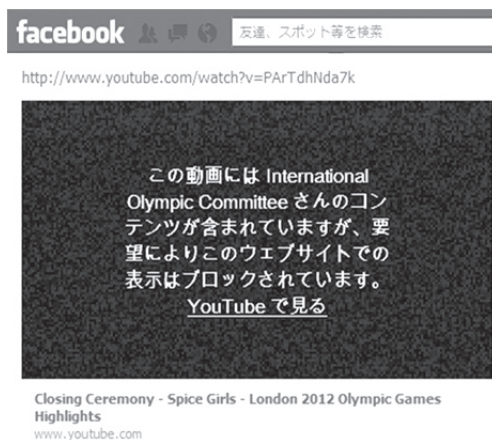 facebook
友達、スポット等を検索
http://www.youtube.com/watch?v=PArTdhNda7k
この動画には International
Olympic Committee さんのコン
テンツが含まれていますが、要
望によりこのウェブサイトでの
表示はブロックされています。
YouTube で見る
Closing Ceremony - Spice Girls - London 2012 Olympic Games
Highlights
www.youtube.com